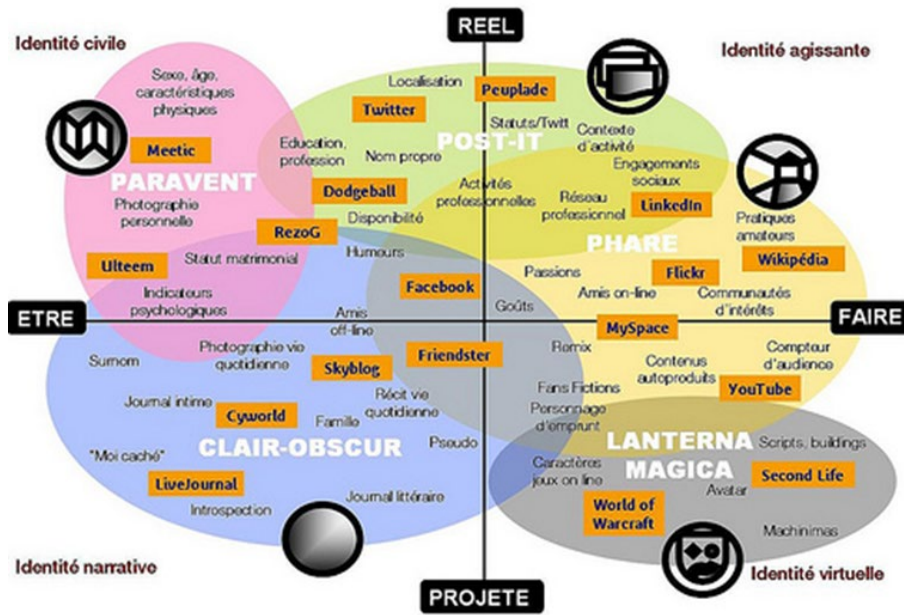 REEL
Identité civile
Identité agissante
Sexe, âge,
caractéristiques
physiques
Localisation
Peuplade
Twitter
Statuts/Twitt
Contexte
d'activité
Meetic
Education,
profession
POST-IT
Nom propre
Engagements
sociaux
PARAVENT
Dodgeball
Activités
professionnelles
Réseau
professionnel
LinkedIn
Photographie
personnelle
Disponibilité
Pratiques
amateurs
RezoG
PHARE
Humeurs
Ulteem
Statut matrimonial
Passions
Flickr
Wikipédia
Facebook
Indicateurs
psychologiques
Amis on-line
Communautés
d'intérêts
Goûts
ETRE
Amis
off-line
MySpace
FAIRE
Surnom
Photographie vie
quotidienne
Skyblog
Friendster
Remix
Contenus
autoproduits
Compteur
d'audience
YouTube
Journal intime
Cyworld
Récit vie
quotidienne
Famille
Fans Fictions
Personnage
d'emprunt
CLAIR-OBSCUR
Pseudo
LANTERNA
MAGICA
Scripts, buildings
"Moi caché"
LiveJournal
Introspection
Journal littéraire
Caractères
jeux on line
World of
Warcraft
Avatar
Second Life
Machinimas
Identité narrative
Identité virtuelle
PROJETE